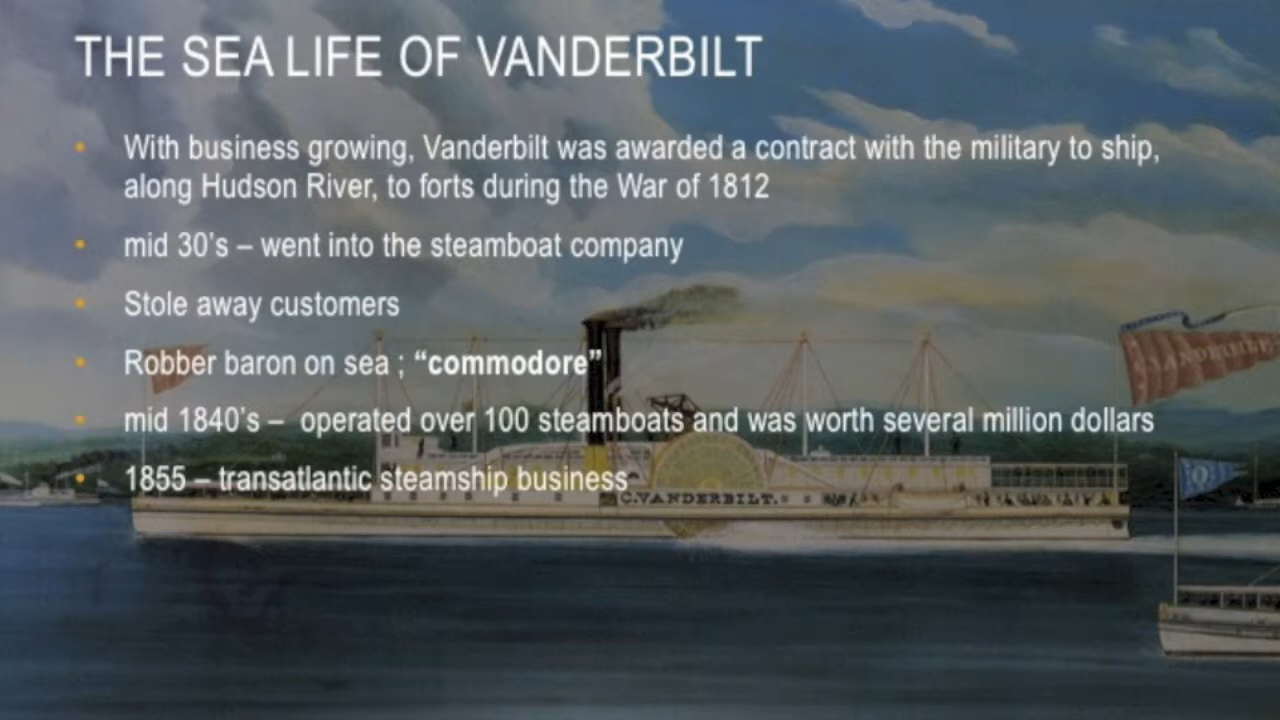 THE SEA LIFE OF VANDERBILT
• With business growing, Vanderbilt was awarded a contract with the military to ship,
along Hudson River, to forts during the War of 1812
• mid 30's – went into the steamboat company
• Stole away customers
• Robber baron on sea ; “commodore”
• mid 1840's – operated over 100 steamboats and was worth several million dollars
• 1855 – transatlantic steamship business
C.VANDERBILT.
VANDERBILT